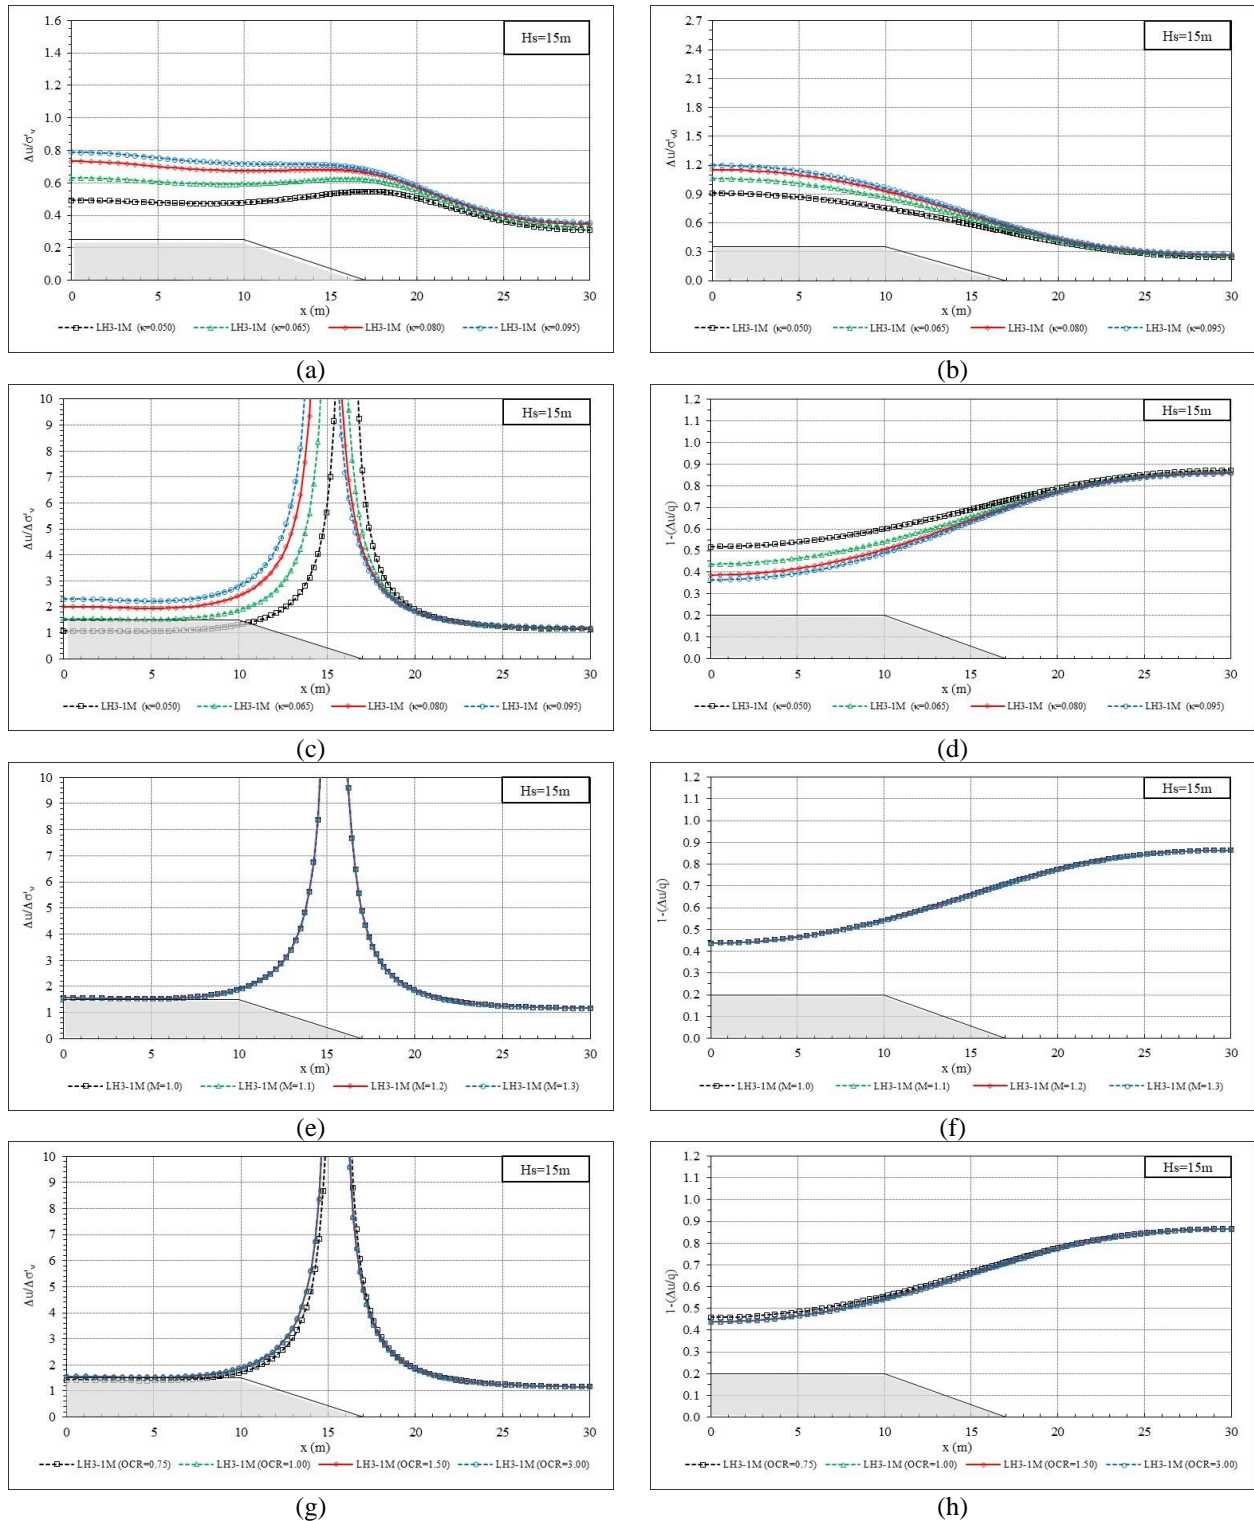 Hs=15m
Δu/σ'v
1.6
1.4
1.2
1.0
0.8
0.6
0.4
0.2
0.0
0 5 10 15 20 25 30
x (m)
LH3-1M (κ=0.050) LH3-1M (κ=0.065) LH3-1M (κ=0.080) LH3-1M (κ=0.095)
(a)
Hs=15m
Δu/σ'v0
2.7
2.4
2.1
1.8
1.5
1.2
0.9
0.6
0.3
0.0
0 5 10 15 20 25 30
x (m)
LH3-1M (κ=0.050) LH3-1M (κ=0.065) LH3-1M (κ=0.080) LH3-1M (κ=0.095)
(b)
Hs=15m
Δu/Δσ'v
10
9
8
7
6
5
4
3
2
1
0
0 5 10 15 20 25 30
x (m)
LH3-1M (κ=0.050) LH3-1M (κ=0.065) LH3-1M (κ=0.080) LH3-1M (κ=0.095)
(c)
Hs=15m
1-(Δu/q)
1.2
1.1
1.0
0.9
0.8
0.7
0.6
0.5
0.4
0.3
0.2
0.1
0.0
0 5 10 15 20 25 30
x (m)
LH3-1M (κ=0.050) LH3-1M (κ=0.065) LH3-1M (κ=0.080) LH3-1M (κ=0.095)
(d)
Hs=15m
Δu/Δσ'v
10
9
8
7
6
5
4
3
2
1
0
0 5 10 15 20 25 30
x (m)
LH3-1M (M=1.0) LH3-1M (M=1.1) LH3-1M (M=1.2) LH3-1M (M=1.3)
(e)
Hs=15m
1-(Δu/q)
1.2
1.1
1.0
0.9
0.8
0.7
0.6
0.5
0.4
0.3
0.2
0.1
0.0
0 5 10 15 20 25 30
x (m)
LH3-1M (M=1.0) LH3-1M (M=1.1) LH3-1M (M=1.2) LH3-1M (M=1.3)
(f)
Hs=15m
Δu/Δσ'v
10
9
8
7
6
5
4
3
2
1
0
0 5 10 15 20 25 30
x (m)
LH3-1M (OCR=0.75) LH3-1M (OCR=1.00) LH3-1M (OCR=1.50) LH3-1M (OCR=3.00)
(g)
Hs=15m
1-(Δu/q)
1.2
1.1
1.0
0.9
0.8
0.7
0.6
0.5
0.4
0.3
0.2
0.1
0.0
0 5 10 15 20 25 30
x (m)
LH3-1M (OCR=0.75) LH3-1M (OCR=1.00) LH3-1M (OCR=1.50) LH3-1M (OCR=3.00)
(h)